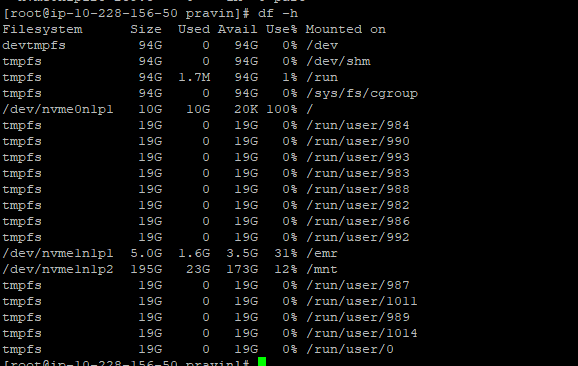 [root@ip-10-228-156-50 pravin]# df -h
Filesystem      Size  Used Avail Use% Mounted on
devtmpfs         94G     0   94G   0% /dev
tmpfs            94G     0   94G   0% /dev/shm
tmpfs            94G  1.7M   94G   1% /run
tmpfs            94G     0   94G   0% /sys/fs/cgroup
/dev/nvme0n1p1   10G   10G   20K 100% /
tmpfs            19G     0   19G   0% /run/user/984
tmpfs            19G     0   19G   0% /run/user/990
tmpfs            19G     0   19G   0% /run/user/993
tmpfs            19G     0   19G   0% /run/user/983
tmpfs            19G     0   19G   0% /run/user/988
tmpfs            19G     0   19G   0% /run/user/982
tmpfs            19G     0   19G   0% /run/user/986
tmpfs            19G     0   19G   0% /run/user/992
/dev/nvme1n1p1  5.0G  1.6G  3.5G  31% /emr
/dev/nvme1n1p2  195G   23G  173G  12% /mnt
tmpfs            19G     0   19G   0% /run/user/987
tmpfs            19G     0   19G   0% /run/user/1011
tmpfs            19G     0   19G   0% /run/user/989
tmpfs            19G     0   19G   0% /run/user/1014
tmpfs            19G     0   19G   0% /run/user/0
[root@ip-10-228-156-50 pravin]#